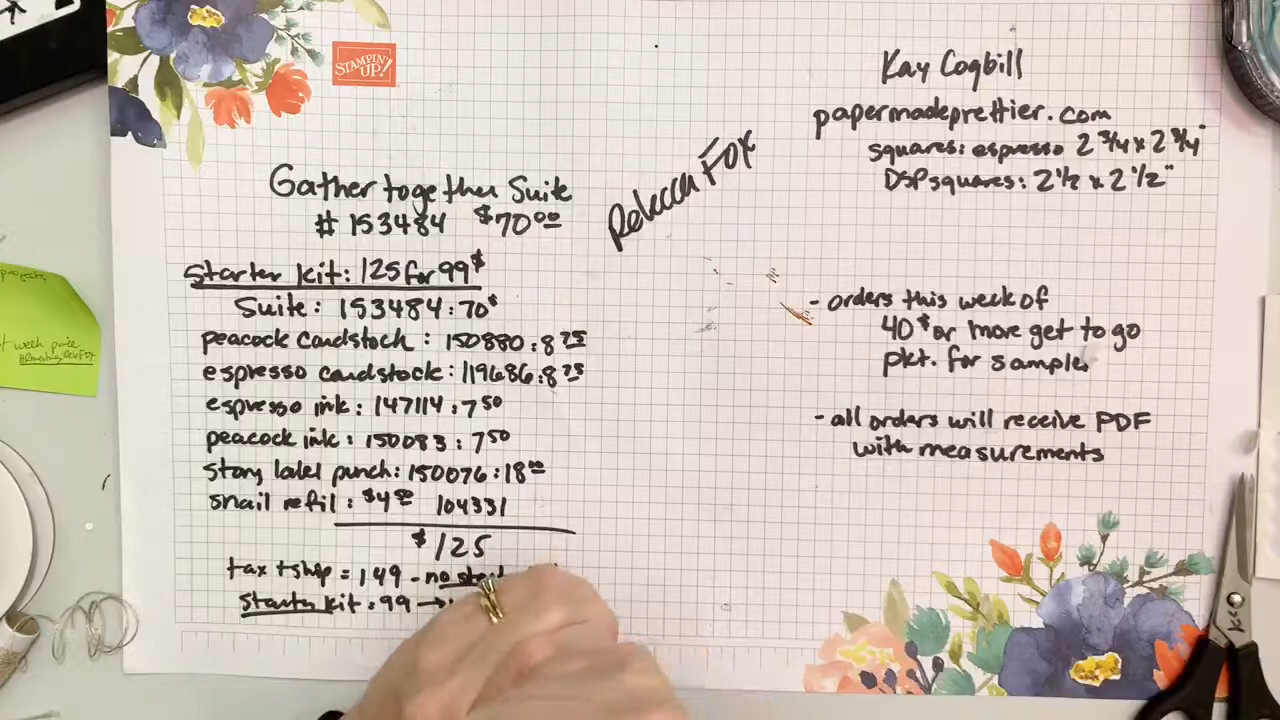 STAMPIN' UP!
Gather together Suite
# 153484 $70 00
Starter kit: 125 for 99$
Suite: 153484: 70$
peacock cardstock: 150880: 8 75
espresso cardstock: 119686: 8 75
espresso ink: 147114: 7 50
peacock ink: 150083: 7 50
story label punch: 150076: 18 00
snail refil: $4 50 104331
$125
tax + ship = 149 - no
Starter kit: 99 →
Rebecca Fox
Kay Cogbill
papermadeprettier.com
squares: espresso 2 3/4 x 2 3/4"
DSP squares: 2 1/2 x 2 1/2"
- orders this week of
40$ or more get to go
pkt. for samples
- all orders will receive PDF
with measurements
projects
week price